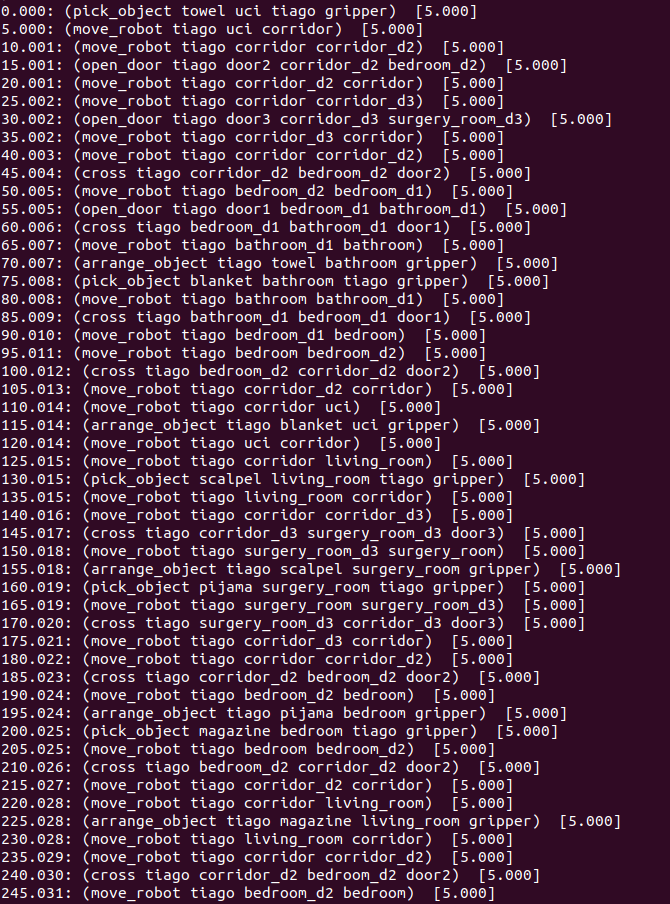 0.000: (pick_object towel uci tiago gripper)  [5.000]
5.000: (move_robot tiago uci corridor)  [5.000]
10.001: (move_robot tiago corridor corridor_d2)  [5.000]
15.001: (open_door tiago door2 corridor_d2 bedroom_d2)  [5.000]
20.001: (move_robot tiago corridor_d2 corridor)  [5.000]
25.002: (move_robot tiago corridor corridor_d3)  [5.000]
30.002: (open_door tiago door3 corridor_d3 surgery_room_d3)  [5.000]
35.002: (move_robot tiago corridor_d3 corridor)  [5.000]
40.003: (move_robot tiago corridor corridor_d2)  [5.000]
45.004: (cross tiago corridor_d2 bedroom_d2 door2)  [5.000]
50.005: (move_robot tiago bedroom_d2 bedroom_d1)  [5.000]
55.005: (open_door tiago door1 bedroom_d1 bathroom_d1)  [5.000]
60.006: (cross tiago bedroom_d1 bathroom_d1 door1)  [5.000]
65.007: (move_robot tiago bathroom_d1 bathroom)  [5.000]
70.007: (arrange_object tiago towel bathroom gripper)  [5.000]
75.008: (pick_object blanket bathroom tiago gripper)  [5.000]
80.008: (move_robot tiago bathroom bathroom_d1)  [5.000]
85.009: (cross tiago bathroom_d1 bedroom_d1 door1)  [5.000]
90.010: (move_robot tiago bedroom_d1 bedroom)  [5.000]
95.011: (move_robot tiago bedroom bedroom_d2)  [5.000]
100.012: (cross tiago bedroom_d2 corridor_d2 door2)  [5.000]
105.013: (move_robot tiago corridor_d2 corridor)  [5.000]
110.014: (move_robot tiago corridor uci)  [5.000]
115.014: (arrange_object tiago blanket uci gripper)  [5.000]
120.014: (move_robot tiago uci corridor)  [5.000]
125.015: (move_robot tiago corridor living_room)  [5.000]
130.015: (pick_object scalpel living_room tiago gripper)  [5.000]
135.015: (move_robot tiago living_room corridor)  [5.000]
140.016: (move_robot tiago corridor corridor_d3)  [5.000]
145.017: (cross tiago corridor_d3 surgery_room_d3 door3)  [5.000]
150.018: (move_robot tiago surgery_room_d3 surgery_room)  [5.000]
155.018: (arrange_object tiago scalpel surgery_room gripper)  [5.000]
160.019: (pick_object pijama surgery_room tiago gripper)  [5.000]
165.019: (move_robot tiago surgery_room surgery_room_d3)  [5.000]
170.020: (cross tiago surgery_room_d3 corridor_d3 door3)  [5.000]
175.021: (move_robot tiago corridor_d3 corridor)  [5.000]
180.022: (move_robot tiago corridor corridor_d2)  [5.000]
185.023: (cross tiago corridor_d2 bedroom_d2 door2)  [5.000]
190.024: (move_robot tiago bedroom_d2 bedroom)  [5.000]
195.024: (arrange_object tiago pijama bedroom gripper)  [5.000]
200.025: (pick_object magazine bedroom tiago gripper)  [5.000]
205.025: (move_robot tiago bedroom bedroom_d2)  [5.000]
210.026: (cross tiago bedroom_d2 corridor_d2 door2)  [5.000]
215.027: (move_robot tiago corridor_d2 corridor)  [5.000]
220.028: (move_robot tiago corridor living_room)  [5.000]
225.028: (arrange_object tiago magazine living_room gripper)  [5.000]
230.028: (move_robot tiago living_room corridor)  [5.000]
235.029: (move_robot tiago corridor corridor_d2)  [5.000]
240.030: (cross tiago corridor_d2 bedroom_d2 door2)  [5.000]
245.031: (move_robot tiago bedroom_d2 bedroom)  [5.000]